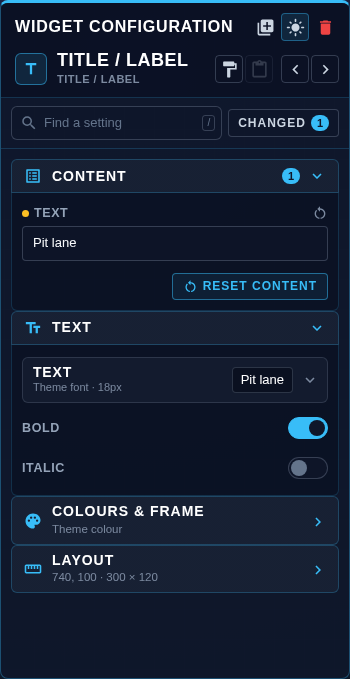 WIDGET CONFIGURATION
T
TITLE / LABEL
TITLE / LABEL
Find a setting
/
CHANGED 1
CONTENT
1
TEXT
Pit lane
RESET CONTENT
TEXT
TEXT
Theme font · 18px
Pit lane
BOLD
ITALIC
COLOURS & FRAME
Theme colour
LAYOUT
740, 100 · 300 × 120